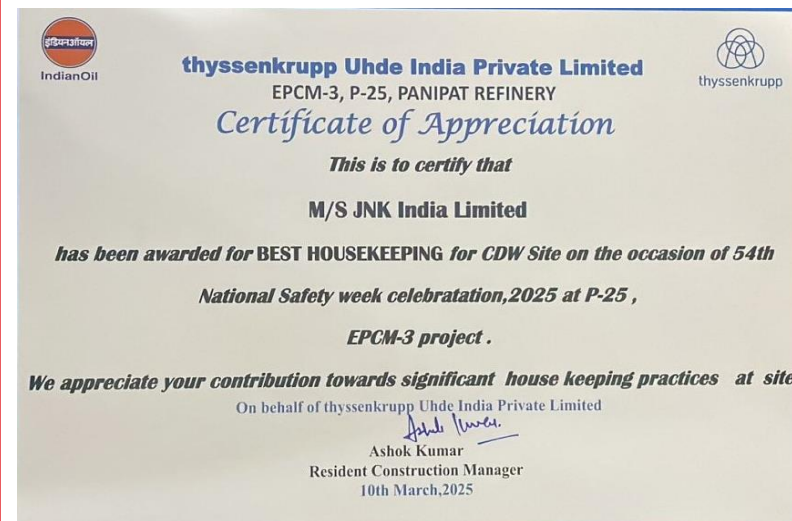 इंडियनऑयल
IndianOil
thyssenkrupp
thyssenkrupp Uhde India Private Limited
EPCM-3, P-25, PANIPAT REFINERY
Certificate of Appreciation
This is to certify that
M/S JNK India Limited
has been awarded for BEST HOUSEKEEPING for CDW Site on the occasion of 54th
National Safety week celebratation,2025 at P-25 ,
EPCM-3 project .
We appreciate your contribution towards significant house keeping practices at site
On behalf of thyssenkrupp Uhde India Private Limited
Ashok Kumar
Resident Construction Manager
10th March,2025